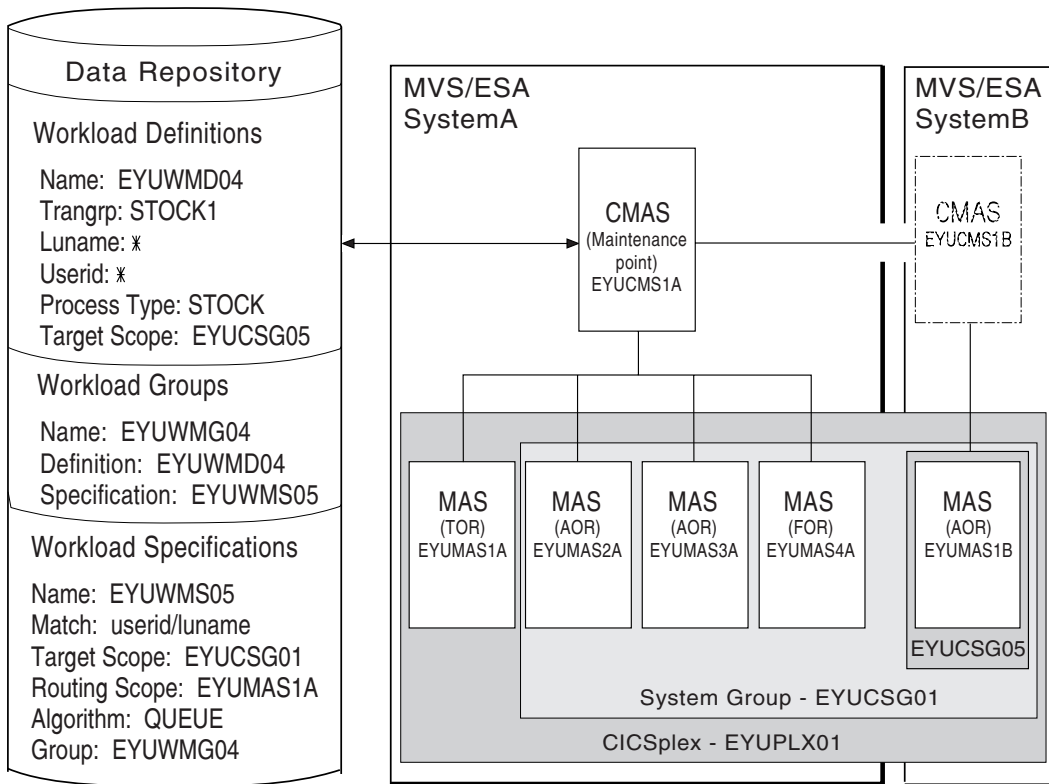 Data Repository
Workload Definitions
Name: EYUWMD04
Trangrp: STOCK1
Luname: *
Userid: *
Process Type: STOCK
Target Scope: EYUCSG05
Workload Groups
Name: EYUWMG04
Definition: EYUWMD04
Specification: EYUWMS05
Workload Specifications
Name: EYUWMS05
Match: userid/luname
Target Scope: EYUCSG01
Routing Scope: EYUMAS1A
Algorithm: QUEUE
Group: EYUWMG04
MVS/ESA
SystemA
CMAS
(Maintenance
point)
EYUCMS1A
MVS/ESA
SystemB
CMAS
EYUCMS1B
MAS
(TOR)
EYUMAS1A
MAS
(AOR)
EYUMAS2A
MAS
(AOR)
EYUMAS3A
MAS
(FOR)
EYUMAS4A
MAS
(AOR)
EYUMAS1B
EYUCSG05
System Group - EYUCSG01
CICSplex - EYUPLX01